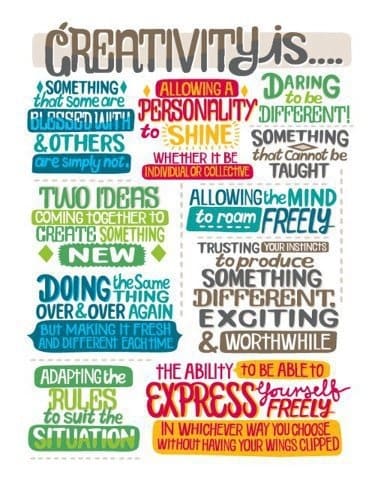 CREATIVITY is....
SOMETHING
that some are
BLESSED WITH
& OTHERS
are simply not.
ALLOWING A
PERSONALITY
to SHINE
WHETHER IT BE
INDIVIDUAL OR COLLECTIVE
DARING
to be
DIFFERENT!
SOMETHING
that cannot be
TAUGHT
TWO IDEAS
COMING TOGETHER TO
CREATE SOMETHING
NEW
ALLOWING the MIND
to roam FREELY
DOING the Same
THING
OVER & OVER AGAIN
BUT MAKING IT FRESH
AND DIFFERENT EACH TIME
TRUSTING YOUR INSTINCTS
to produce
SOMETHING
DIFFERENT,
EXCITING
& WORTHWHILE
ADAPTING the
RULES
to suit the
SITUATION
the ABILITY to BE ABLE to
EXPRESS yourself
FREELY
IN WHICHEVER WAY YOU CHOOSE
WITHOUT HAVING YOUR WINGS CLIPPED